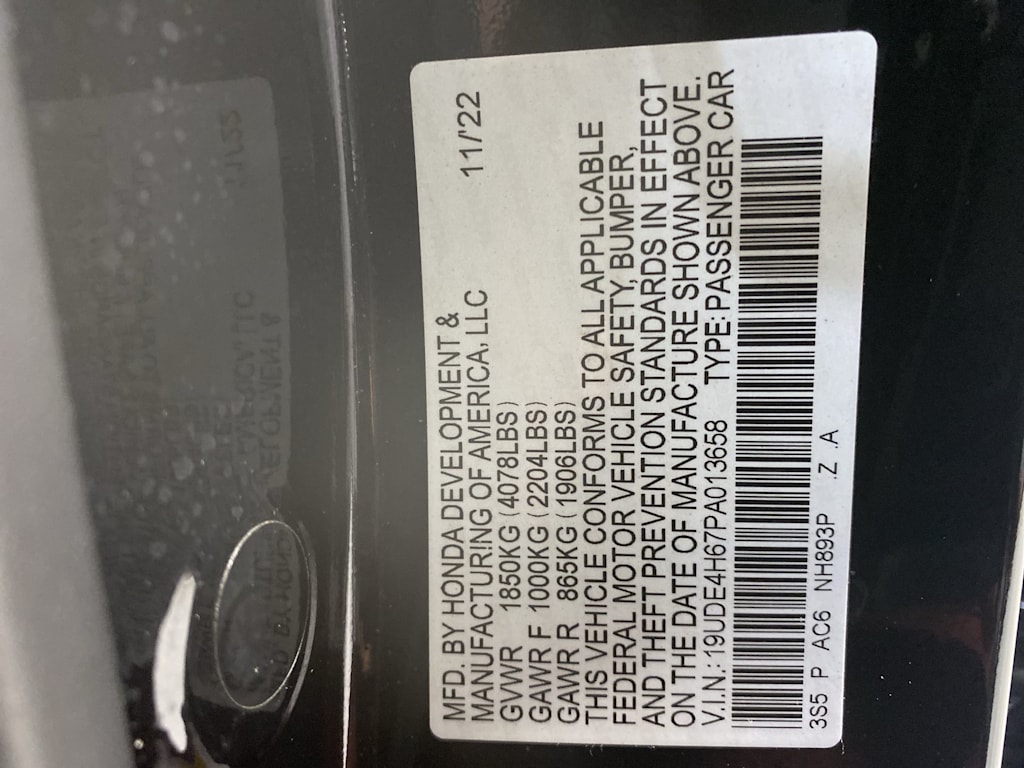 MFD. BY HONDA DEVELOPMENT &
MANUFACTURING OF AMERICA, LLC 11/'22
GVWR 1850KG (4078LBS)
GAWR F 1000KG (2204LBS)
GAWR R 865KG (1906LBS)
THIS VEHICLE CONFORMS TO ALL APPLICABLE
FEDERAL MOTOR VEHICLE SAFETY, BUMPER,
AND THEFT PREVENTION STANDARDS IN EFFECT
ON THE DATE OF MANUFACTURE SHOWN ABOVE.
V.I.N.: 19UDE4H67PA013658 TYPE: PASSENGER CAR
3S5 P AC6 NH893P .Z .A